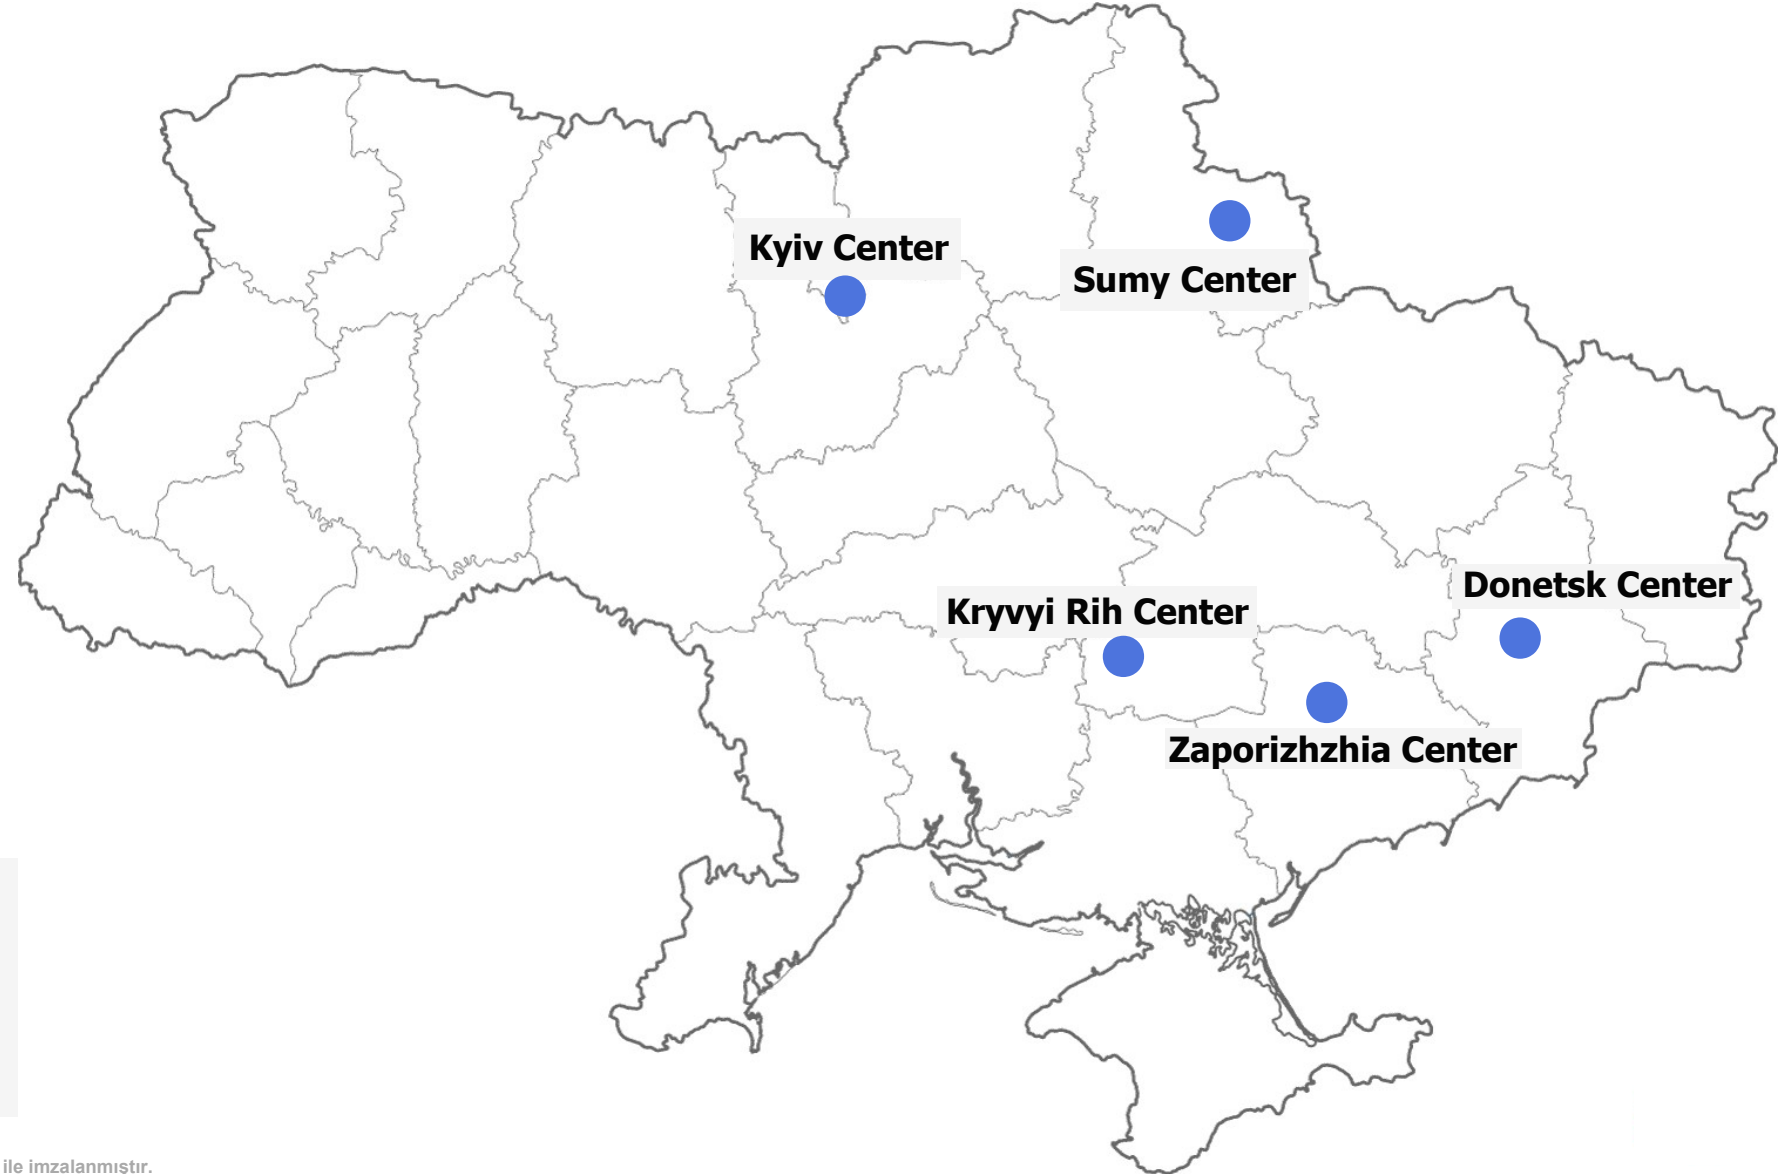 Kyiv Center
Sumy Center
Donetsk Center
Kryvyi Rih Center
Zaporizhzhia Center
ile imzalanmıştır.